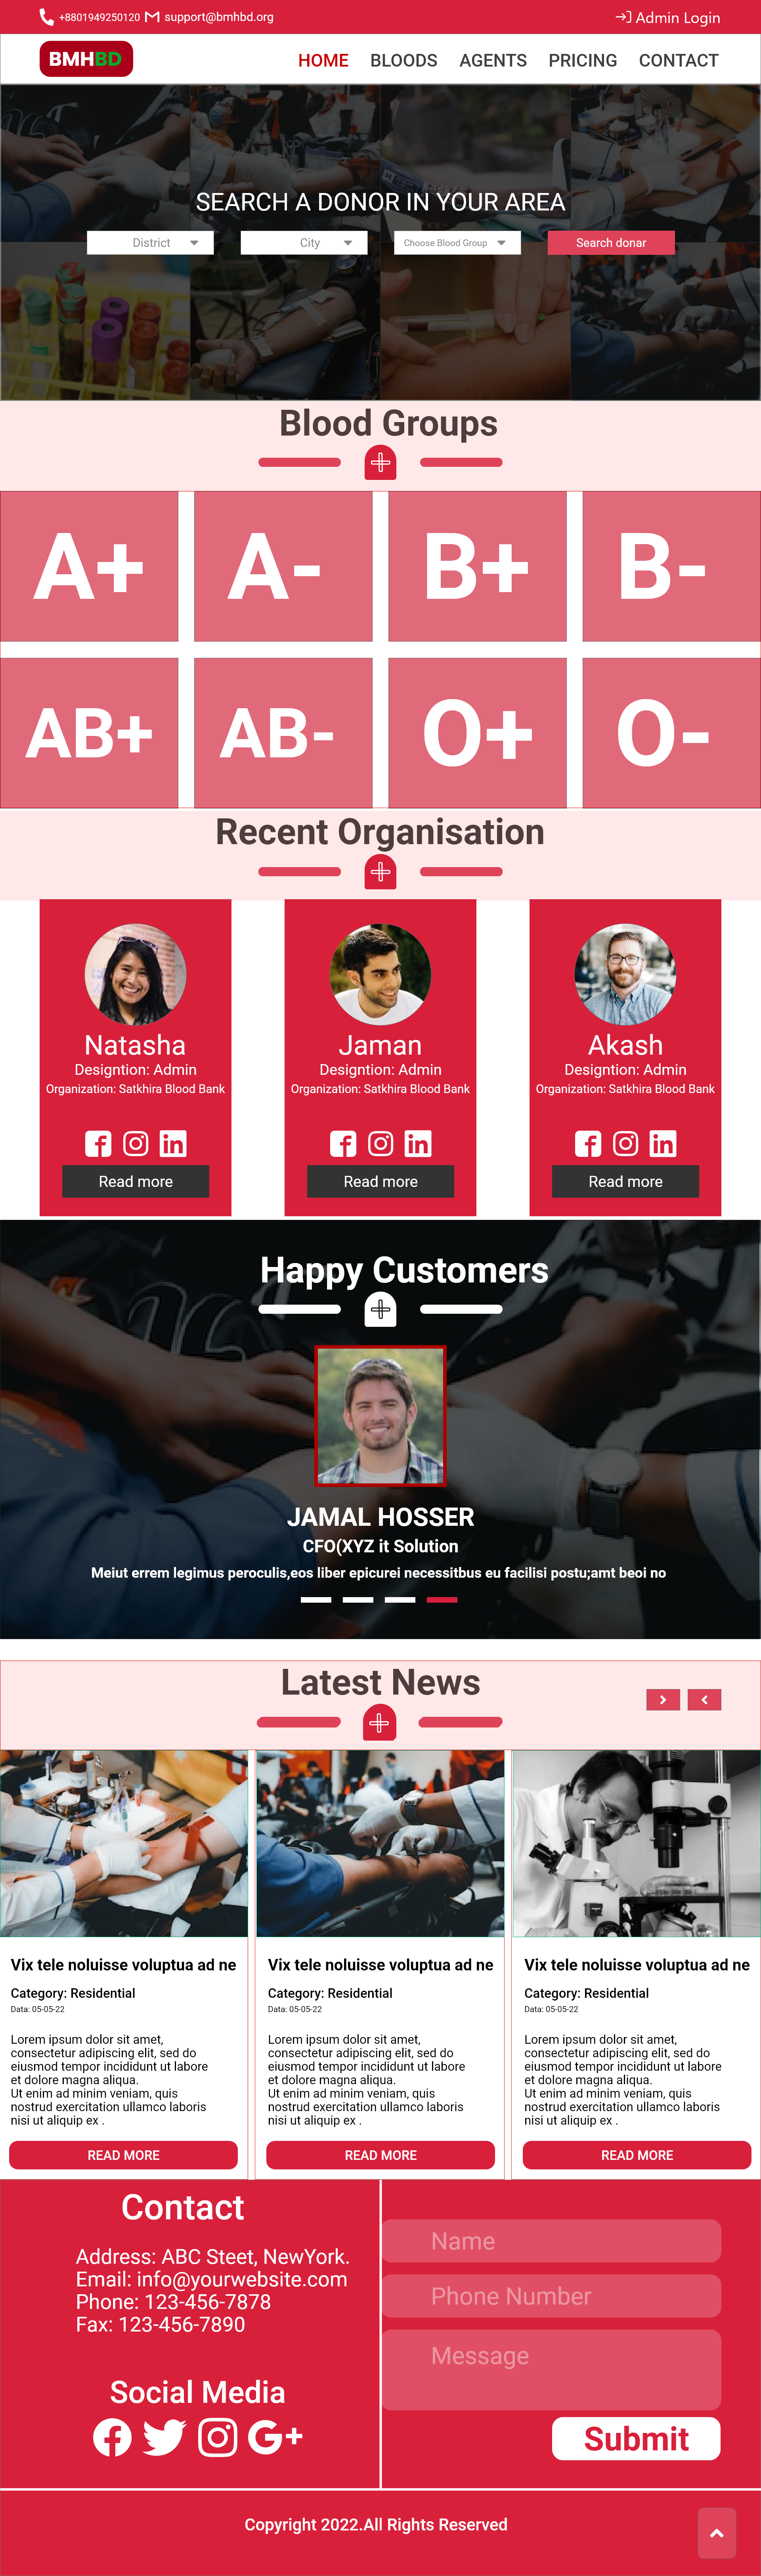 +8801949250120 support@bmhbd.org Admin Login
BMHBD HOME BLOODS AGENTS PRICING CONTACT
SEARCH A DONOR IN YOUR AREA
District City Choose Blood Group Search donar
Blood Groups
A+ A- B+ B-
AB+ AB- O+ O-
Recent Organisation
Natasha
Designtion: Admin
Organization: Satkhira Blood Bank
Read more
Jaman
Designtion: Admin
Organization: Satkhira Blood Bank
Read more
Akash
Designtion: Admin
Organization: Satkhira Blood Bank
Read more
Happy Customers
JAMAL HOSSER
CFO(XYZ it Solution
Meiut errem legimus peroculis,eos liber epicurei necessitbus eu facilisi postu;amt beoi no
Latest News
Vix tele noluisse voluptua ad ne
Category: Residential
Data: 05-05-22
Lorem ipsum dolor sit amet,
consectetur adipiscing elit, sed do
eiusmod tempor incididunt ut labore
et dolore magna aliqua.
Ut enim ad minim veniam, quis
nostrud exercitation ullamco laboris
nisi ut aliquip ex .
READ MORE
Vix tele noluisse voluptua ad ne
Category: Residential
Data: 05-05-22
Lorem ipsum dolor sit amet,
consectetur adipiscing elit, sed do
eiusmod tempor incididunt ut labore
et dolore magna aliqua.
Ut enim ad minim veniam, quis
nostrud exercitation ullamco laboris
nisi ut aliquip ex .
READ MORE
Vix tele noluisse voluptua ad ne
Category: Residential
Data: 05-05-22
Lorem ipsum dolor sit amet,
consectetur adipiscing elit, sed do
eiusmod tempor incididunt ut labore
et dolore magna aliqua.
Ut enim ad minim veniam, quis
nostrud exercitation ullamco laboris
nisi ut aliquip ex .
READ MORE
Contact
Address: ABC Steet, NewYork.
Email: info@yourwebsite.com
Phone: 123-456-7878
Fax: 123-456-7890
Social Media
Name
Phone Number
Message
Submit
Copyright 2022.All Rights Reserved